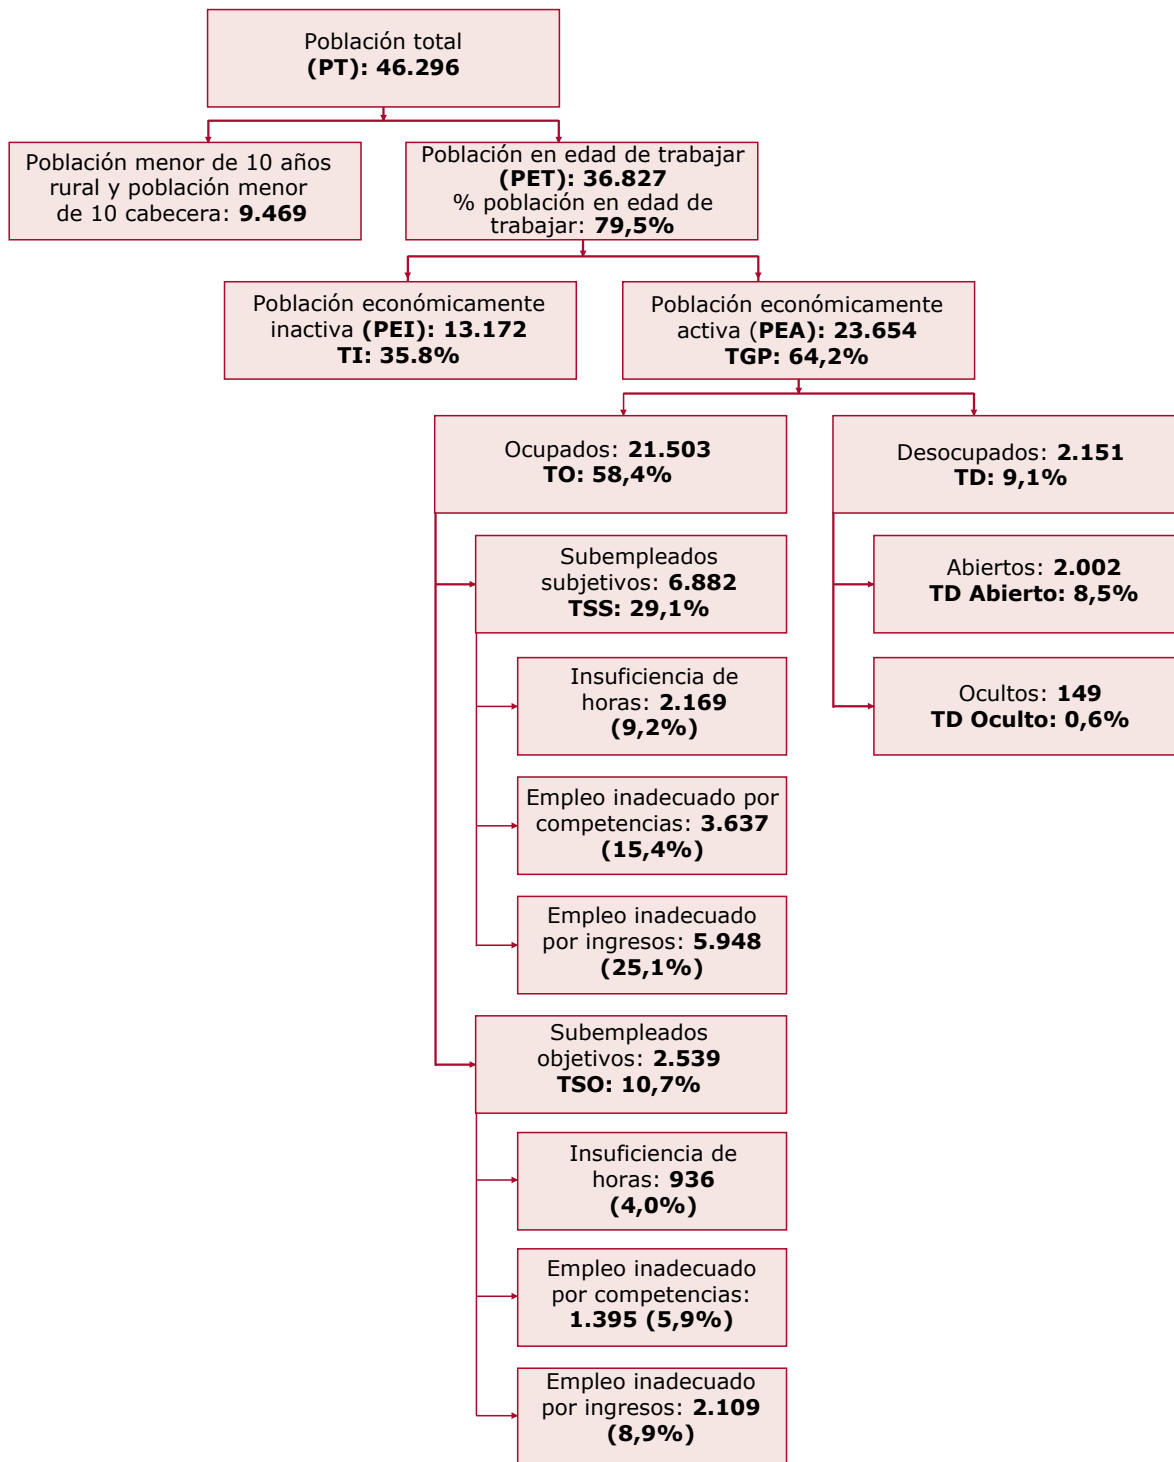 Población total
(PT): 46.296
Población menor de 10 años
rural y población menor
de 10 cabecera: 9.469
Población en edad de trabajar
(PET): 36.827
% población en edad de
trabajar: 79,5%
Población económicamente
inactiva (PEI): 13.172
TI: 35.8%
Población económicamente
activa (PEA): 23.654
TGP: 64,2%
Ocupados: 21.503
TO: 58,4%
Desocupados: 2.151
TD: 9,1%
Subempleados
subjetivos: 6.882
TSS: 29,1%
Abiertos: 2.002
TD Abierto: 8,5%
Insuficiencia de
horas: 2.169
(9,2%)
Ocultos: 149
TD Oculto: 0,6%
Empleo inadecuado por
competencias: 3.637
(15,4%)
Empleo inadecuado
por ingresos: 5.948
(25,1%)
Subempleados
objetivos: 2.539
TSO: 10,7%
Insuficiencia de
horas: 936
(4,0%)
Empleo inadecuado
por competencias:
1.395 (5,9%)
Empleo inadecuado
por ingresos: 2.109
(8,9%)